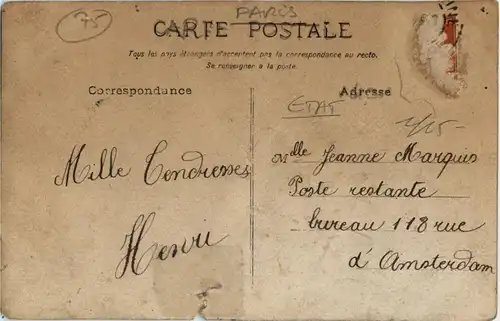 75
PARIS
CARTE POSTALE
Tous les pays étrangers n'acceptent pas la correspondance au recto.
Se renseigner à la poste.
Correspondance
Adresse
ETAT
Mille Tendresses
Henri
Mlle Jeanne Marquis
Poste restante
bureau 118 rue
d'Amsterdam